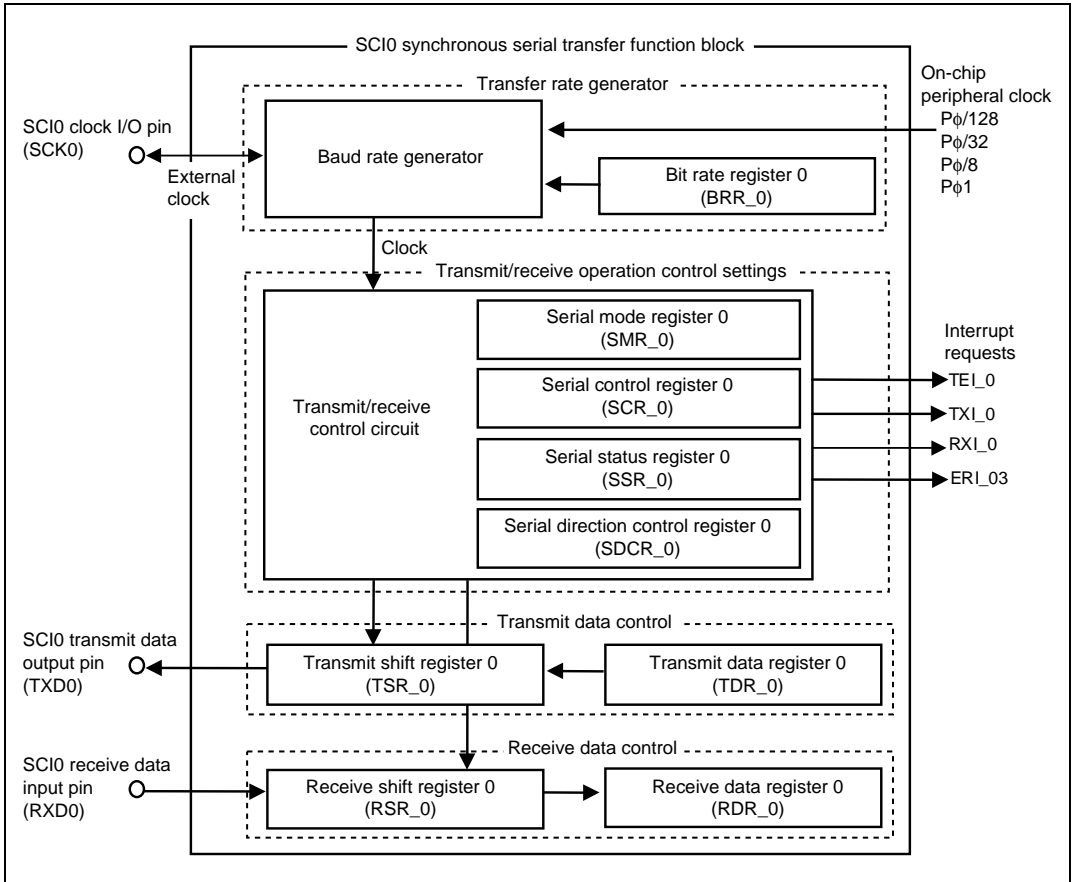 SCI0 synchronous serial transfer function block
Transfer rate generator
On-chip
peripheral clock
Pφ/128
Pφ/32
Pφ/8
Pφ1
SCI0 clock I/O pin
(SCK0)
External
clock
Baud rate generator
Bit rate register 0
(BRR_0)
Clock
Transmit/receive operation control settings
Transmit/receive
control circuit
Serial mode register 0
(SMR_0)
Serial control register 0
(SCR_0)
Serial status register 0
(SSR_0)
Serial direction control register 0
(SDCR_0)
Interrupt
requests
TEI_0
TXI_0
RXI_0
ERI_03
Transmit data control
SCI0 transmit data
output pin
(TXD0)
Transmit shift register 0
(TSR_0)
Transmit data register 0
(TDR_0)
Receive data control
SCI0 receive data
input pin
(RXD0)
Receive shift register 0
(RSR_0)
Receive data register 0
(RDR_0)